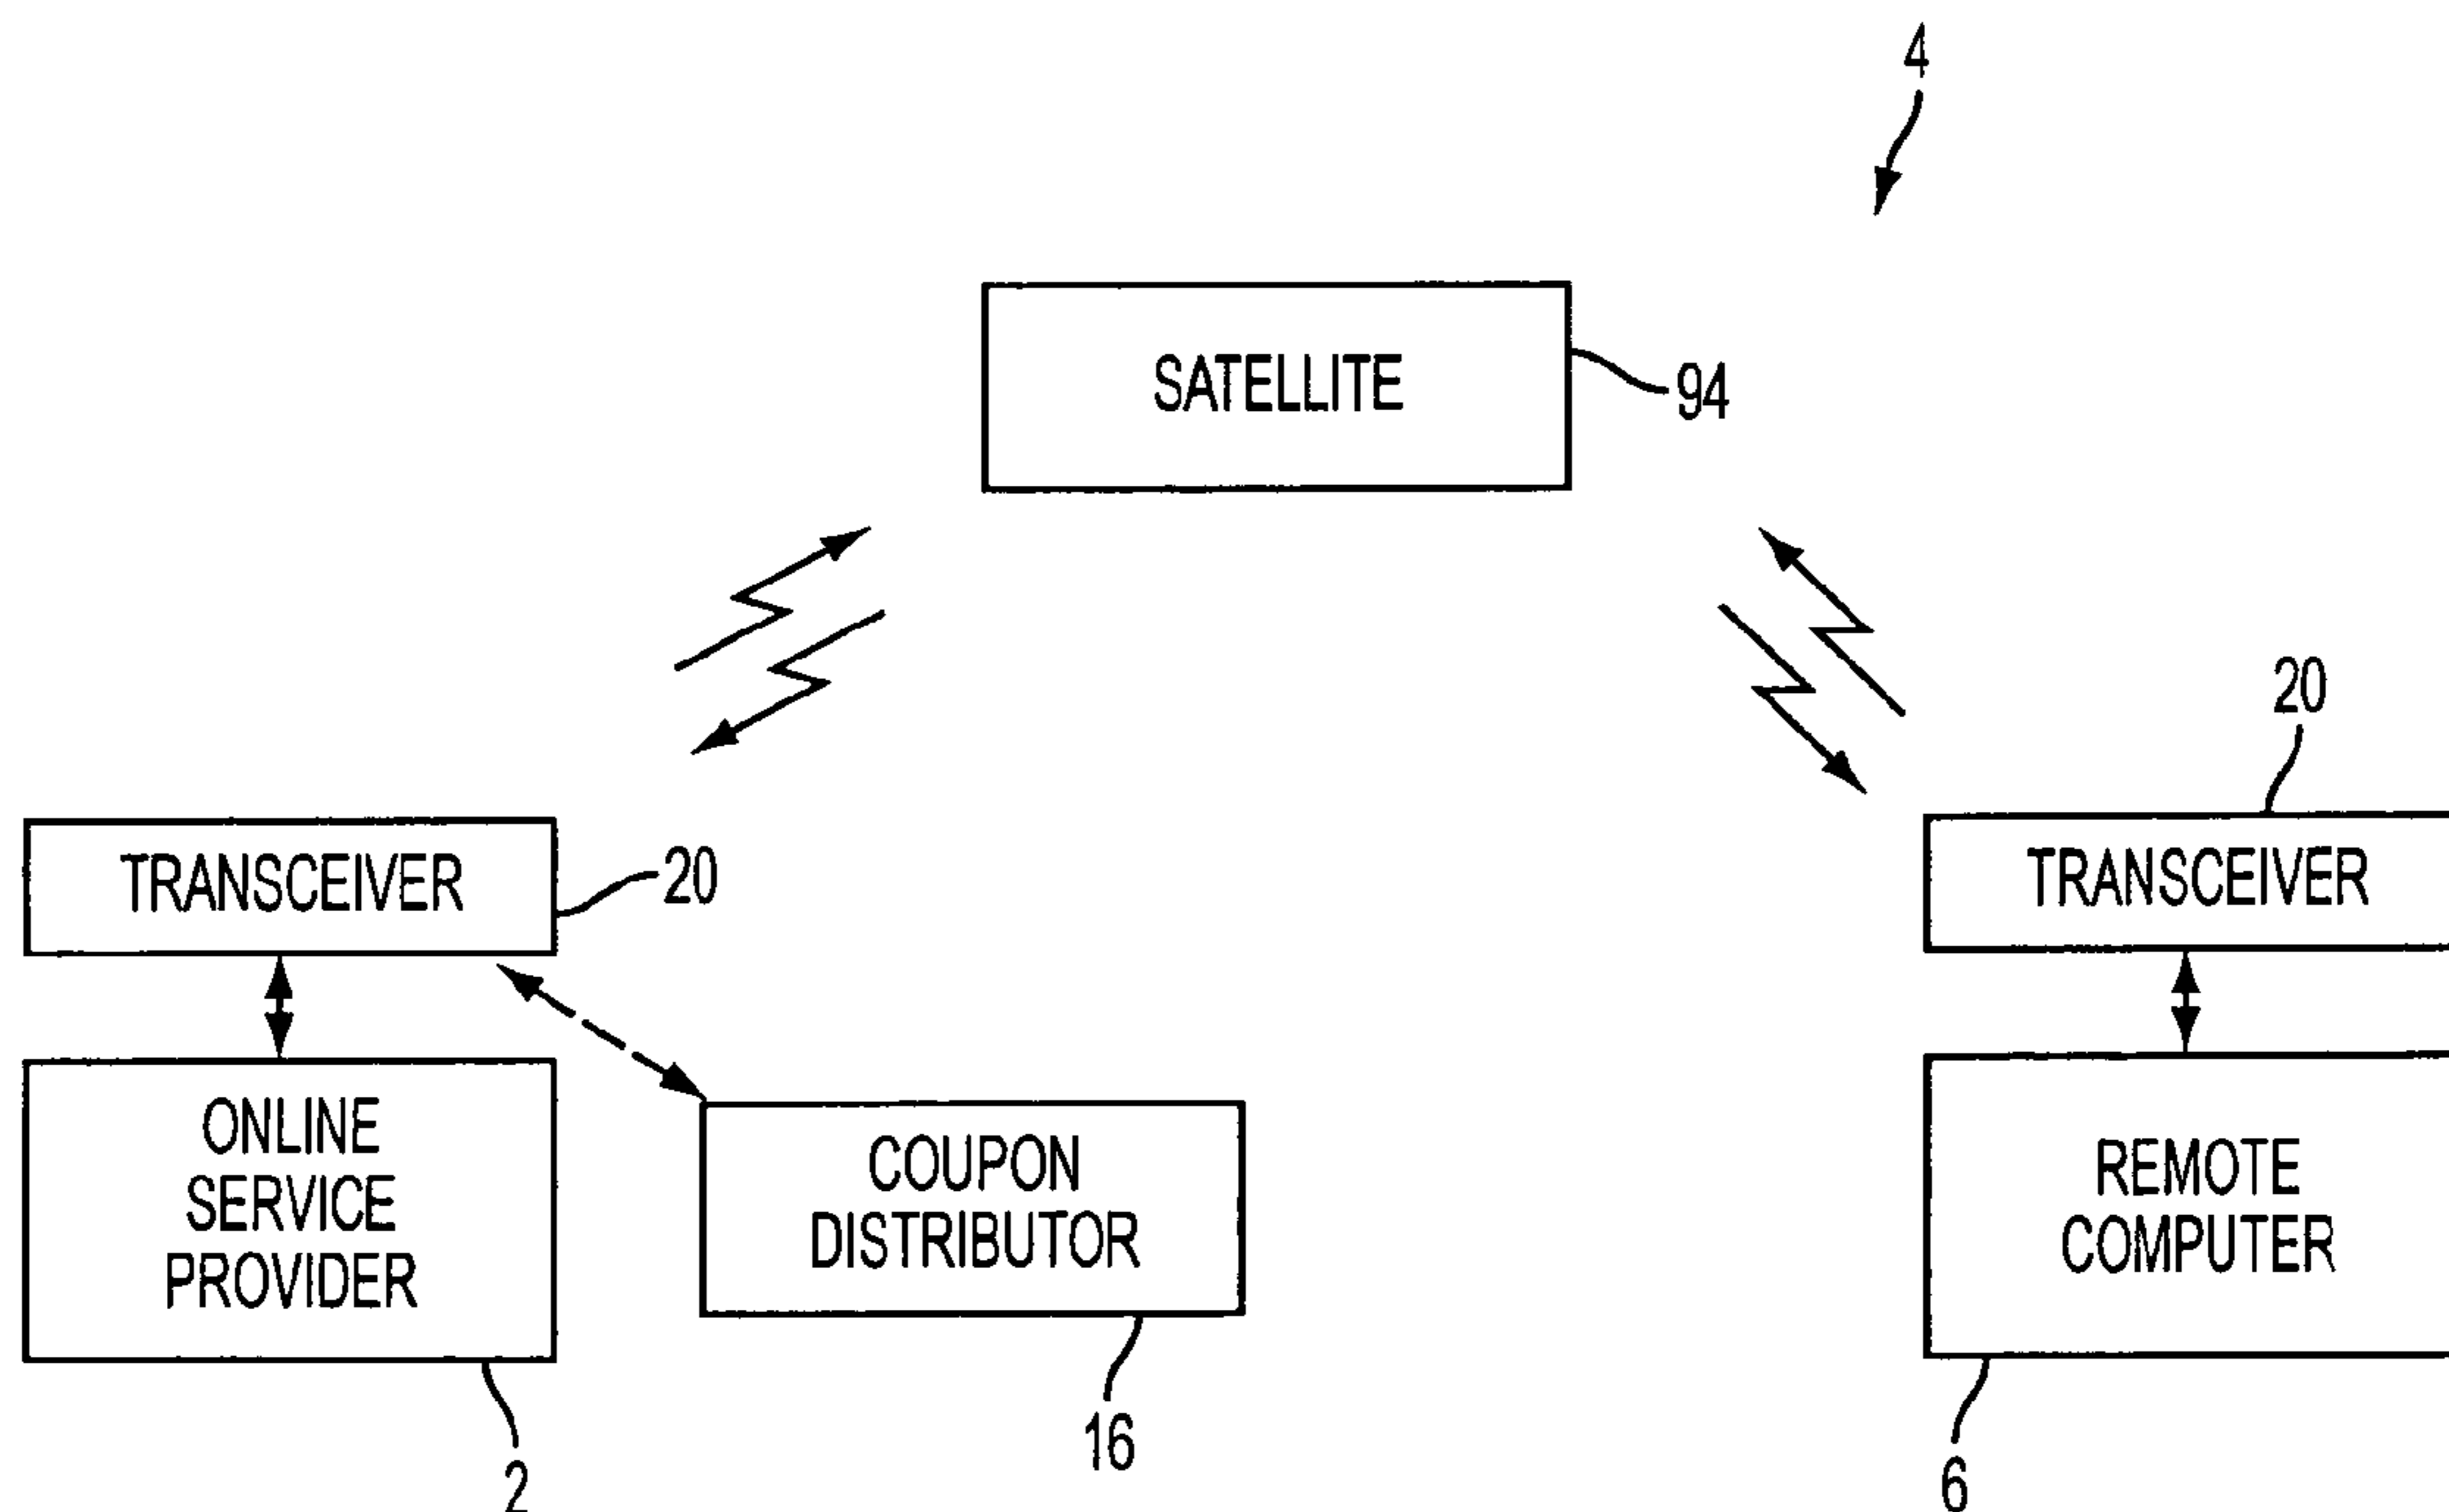 4
SATELLITE
94
20
TRANSCEIVER
20
TRANSCEIVER
ONLINE
SERVICE
PROVIDER
COUPON
DISTRIBUTOR
REMOTE
COMPUTER
16
2
6